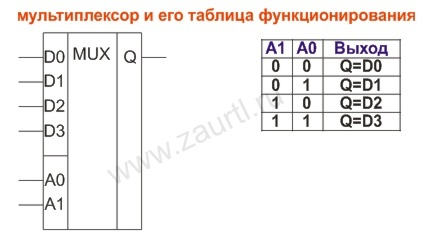 мультиплексор и его таблица функционирования
D0 MUX Q
D1
D2
D3
A0
A1
A1 A0 Выход
0 0 Q=D0
0 1 Q=D1
1 0 Q=D2
1 1 Q=D3
www.zaurtl.ru